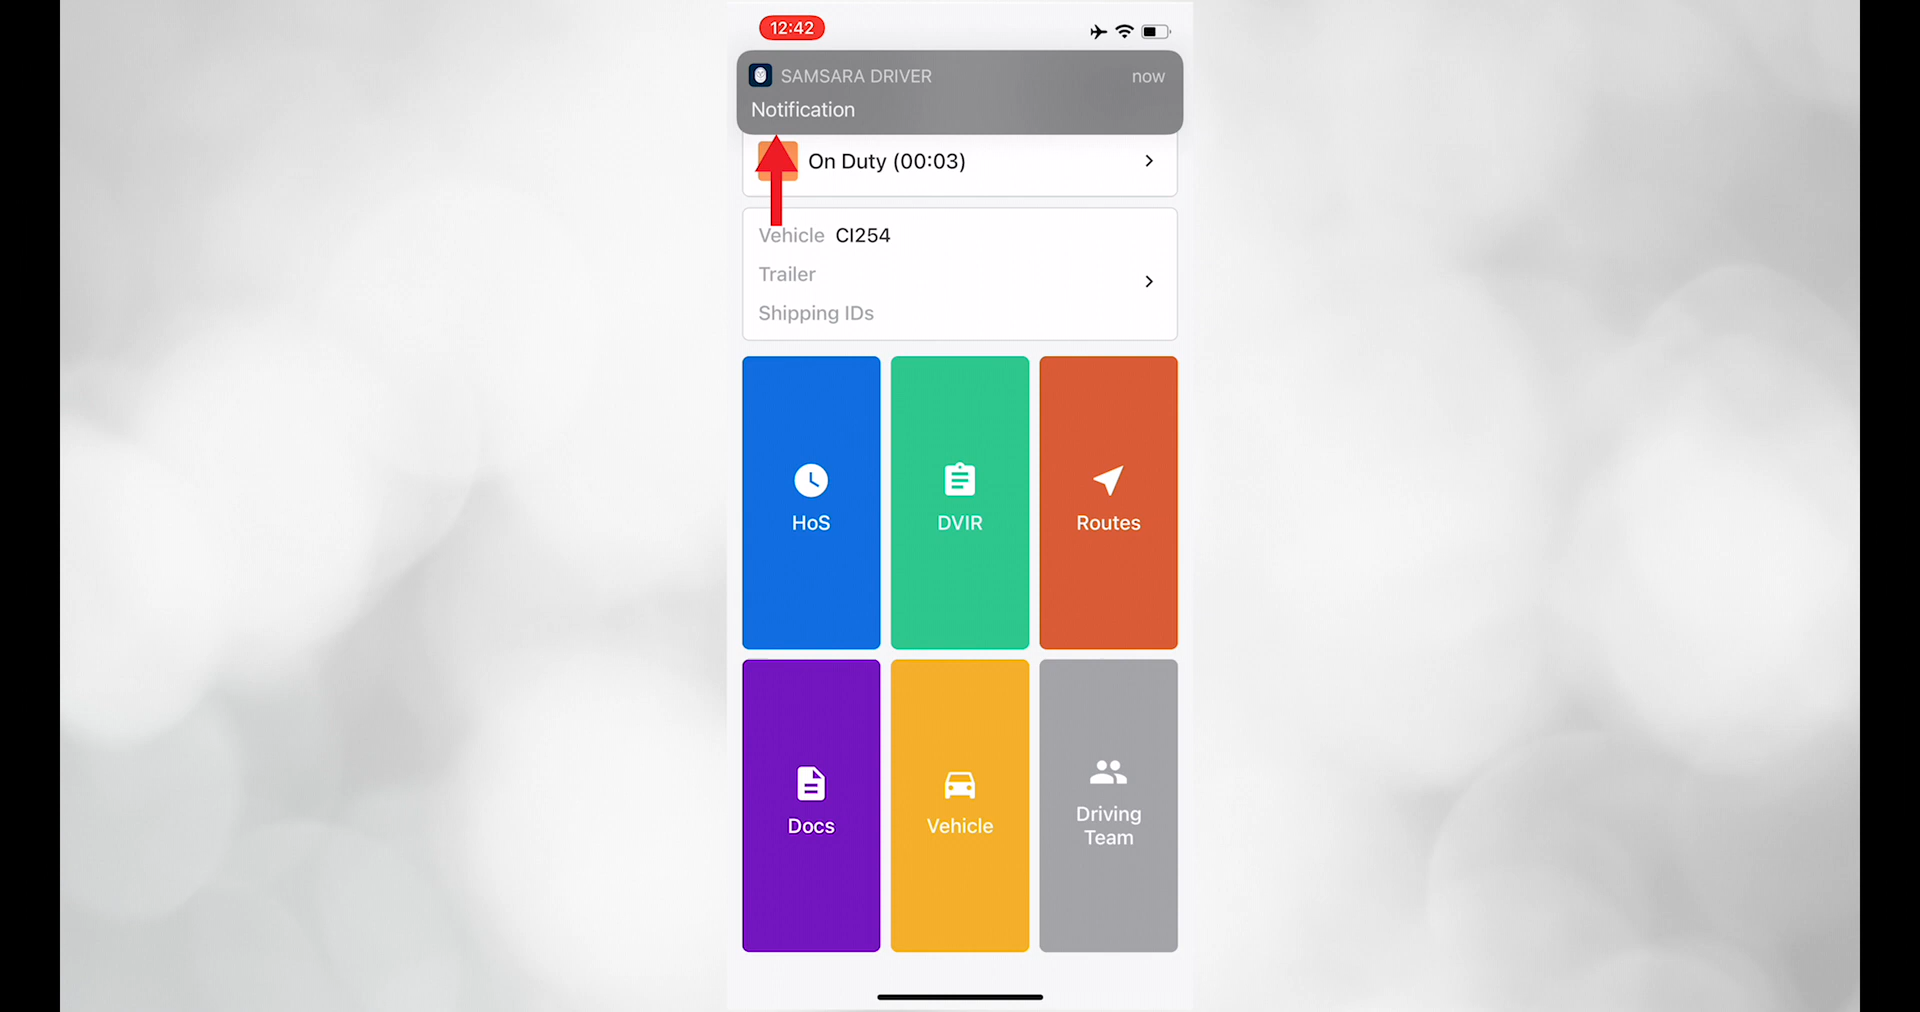 12:42
SAMSARA DRIVER now
Notification
On Duty (00:03)
Vehicle CI254
Trailer
Shipping IDs
HoS
DVIR
Routes
Docs
Vehicle
Driving
Team